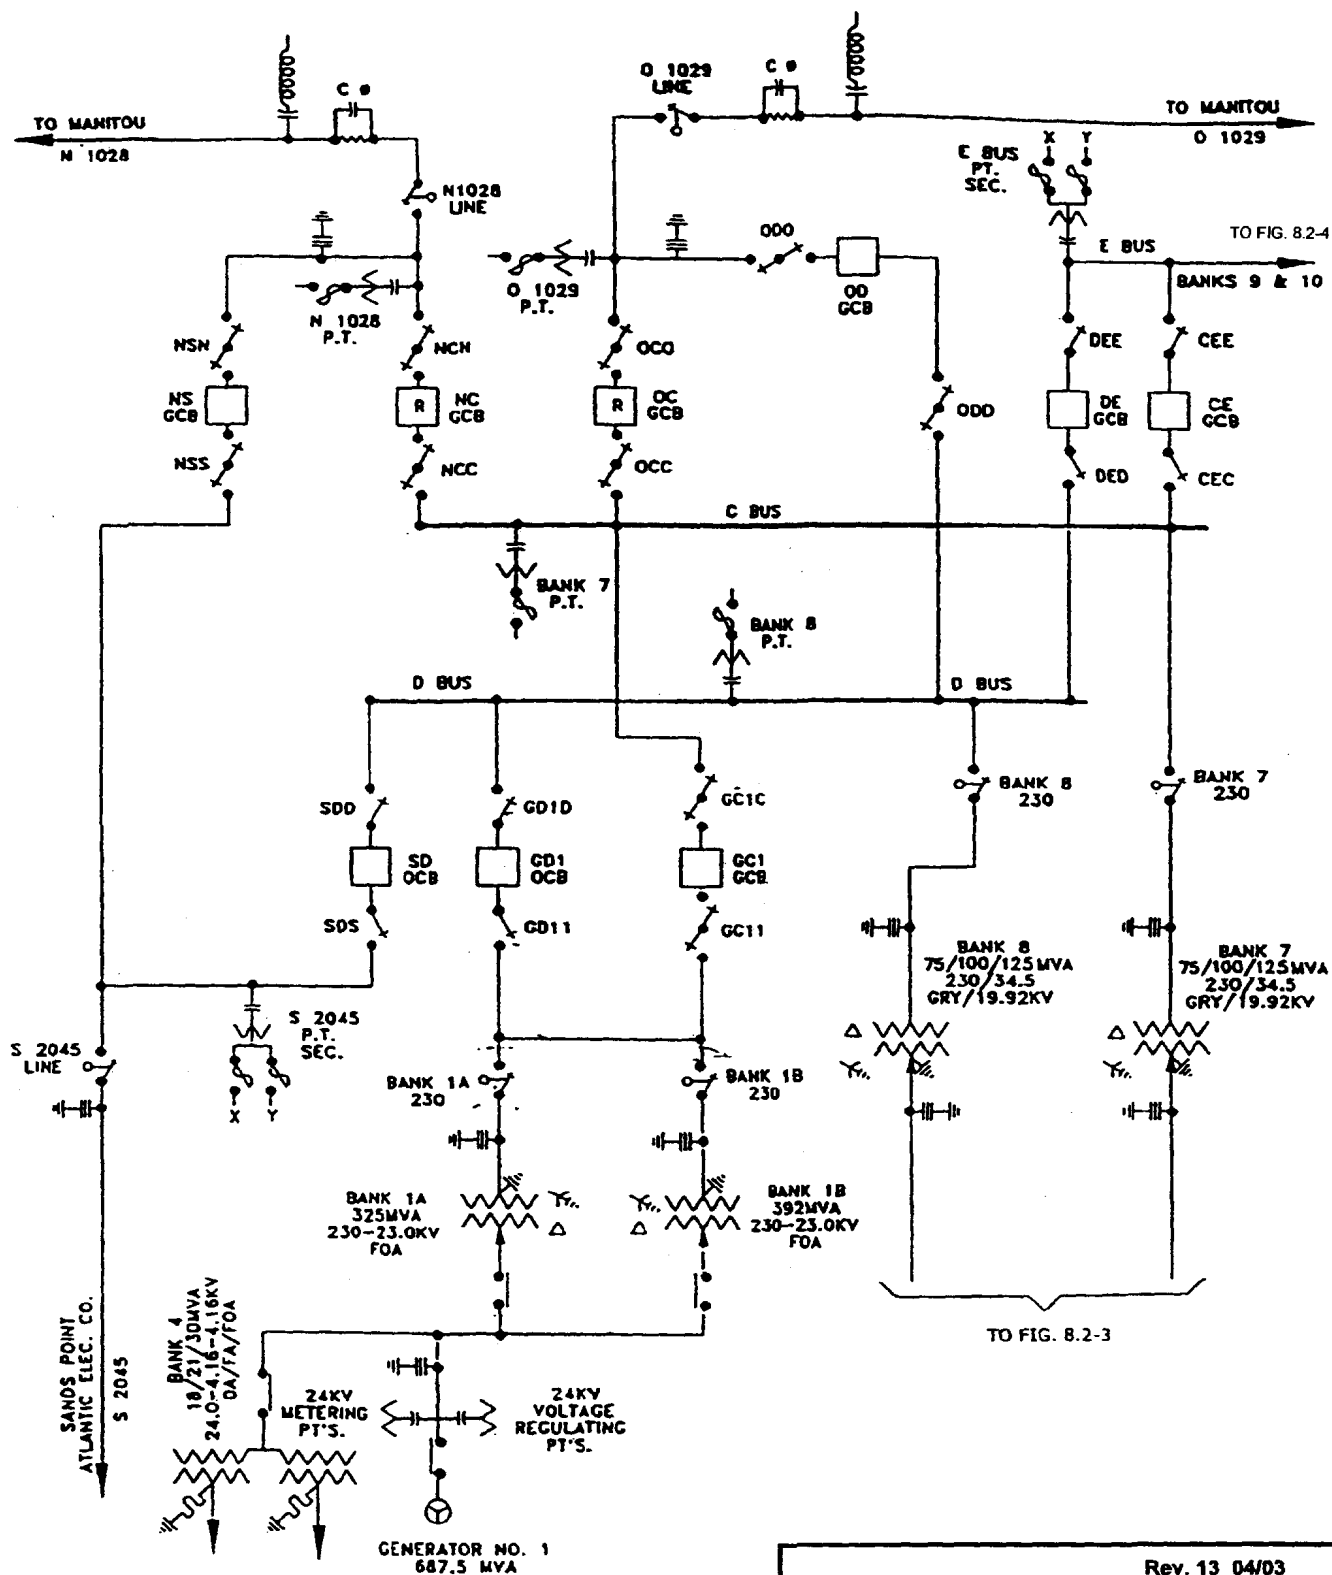 C ø
O 1029
LINE
C ø
TO MANITOU
N 1028
TO MANITOU
O 1029
X Y
E BUS
PT.
SEC.
N1028
LINE
TO FIG. 8.2-4
E BUS
BANKS 9 & 10
ODO
OD
GCB
N 1028
P.T.
O 1029
P.T.
NSN
NCN
OCO
DEE
CEE
NS
GCB
R
NC
GCB
R
OC
GCB
ODD
DE
GCB
CE
GCB
NSS
NCC
OCC
DED
CEC
C BUS
BANK 7
P.T.
BANK 8
P.T.
D BUS
D BUS
SDD
GD1D
GC1C
BANK 8
230
BANK 7
230
SD
OCB
GD1
OCB
GC1
GCB
SDS
GD11
GC11
BANK 8
75/100/125MVA
230/34.5
GRY/19.92KV
BANK 7
75/100/125MVA
230/34.5
GRY/19.92KV
S 2045
P.T.
SEC.
X Y
S 2045
LINE
BANK 1A
230
BANK 1B
230
BANK 1A
325MVA
230-23.0KV
FOA
BANK 1B
392MVA
230-23.0KV
FOA
TO FIG. 8.2-3
SANDS POINT
ATLANTIC ELEC. CO.
S 2045
BANK 4
18/21/30MVA
24.0-4.16-4.16KV
OA/FA/FOA
24KV
METERING
PT'S.
24KV
VOLTAGE
REGULATING
PT'S.
GENERATOR NO. 1
687.5 MVA
Rev. 13 04/03